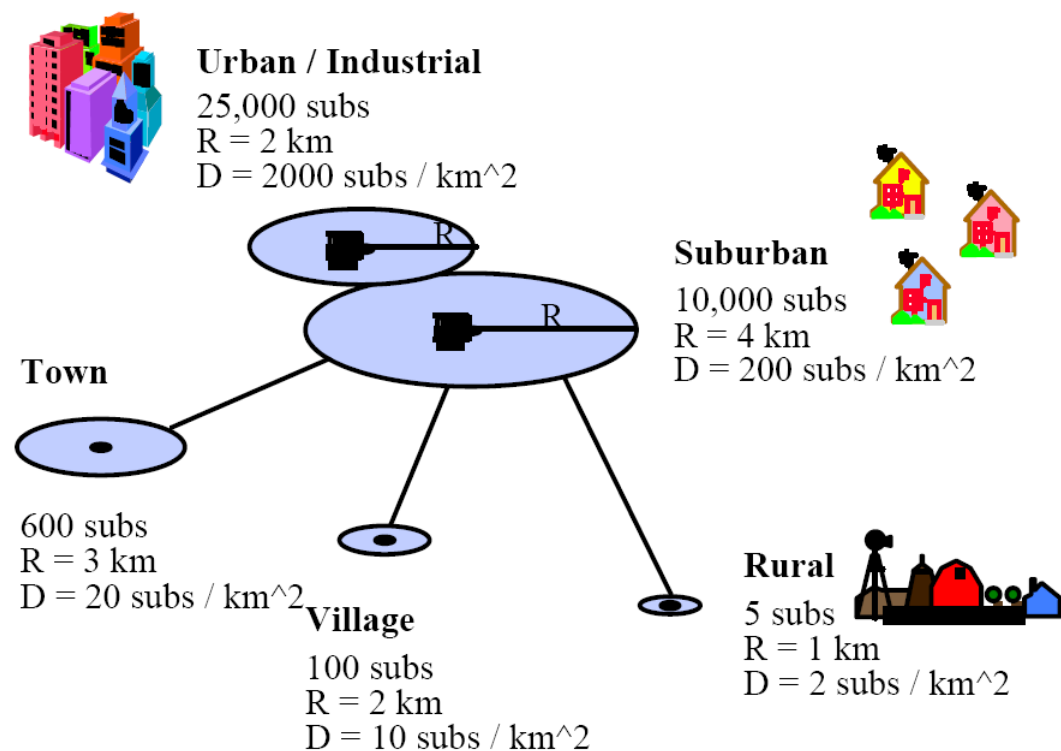 Urban / Industrial
25,000 subs
R = 2 km
D = 2000 subs / km^2
R
R
Suburban
10,000 subs
R = 4 km
D = 200 subs / km^2
Town
600 subs
R = 3 km
D = 20 subs / km^2
Village
100 subs
R = 2 km
D = 10 subs / km^2
Rural
5 subs
R = 1 km
D = 2 subs / km^2